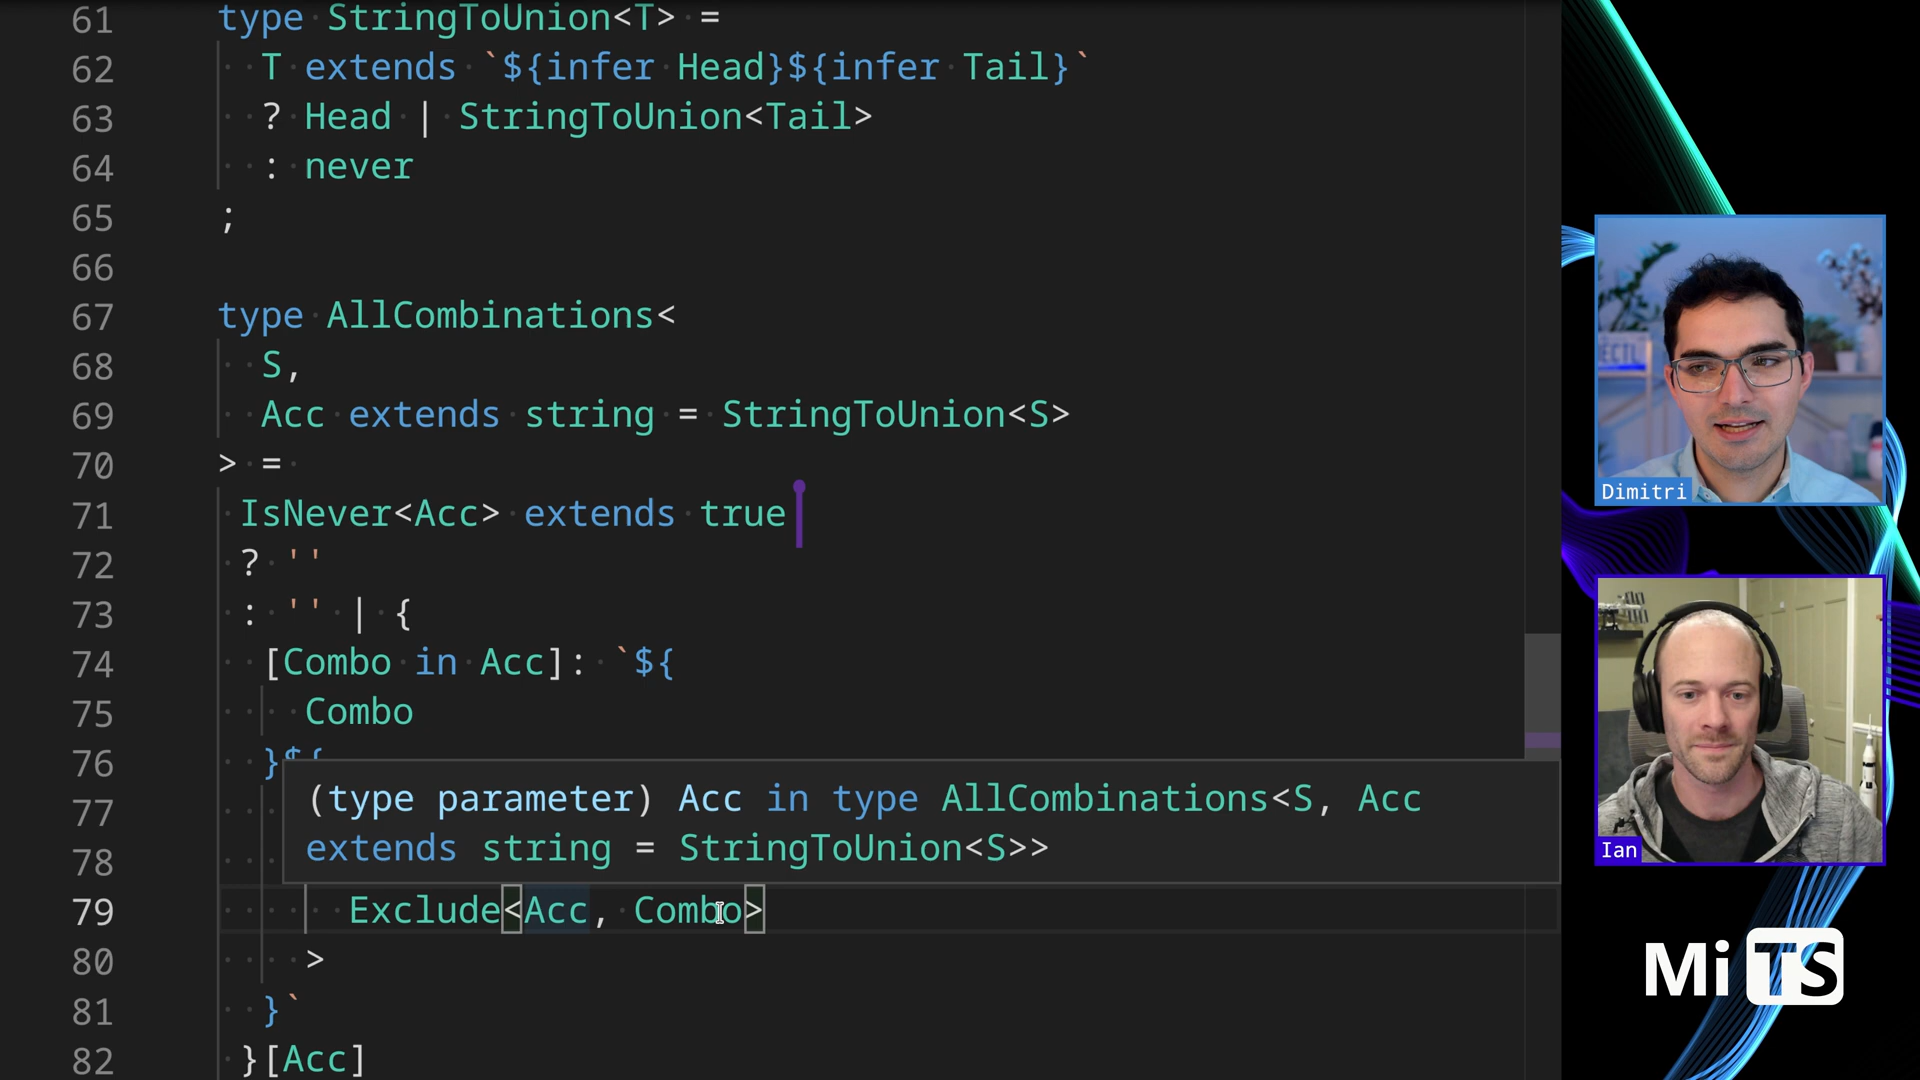 61 type StringToUnion<T> =
62 T extends `${infer Head}${infer Tail}`
63 ? Head | StringToUnion<Tail>
64 : never
65 ;
66
67 type AllCombinations<
68 S,
69 Acc extends string = StringToUnion<S>
70 > =
71 IsNever<Acc> extends true
72 ? ''
73 : '' | {
74 [Combo in Acc]: `${
75 Combo
76 }${
77
(type parameter) Acc in type AllCombinations<S, Acc
78
extends string = StringToUnion<S>>
79 Exclude<Acc, Combo>
80 >
81 }`
82 }[Acc]
Dimitri
Ian
MiTS